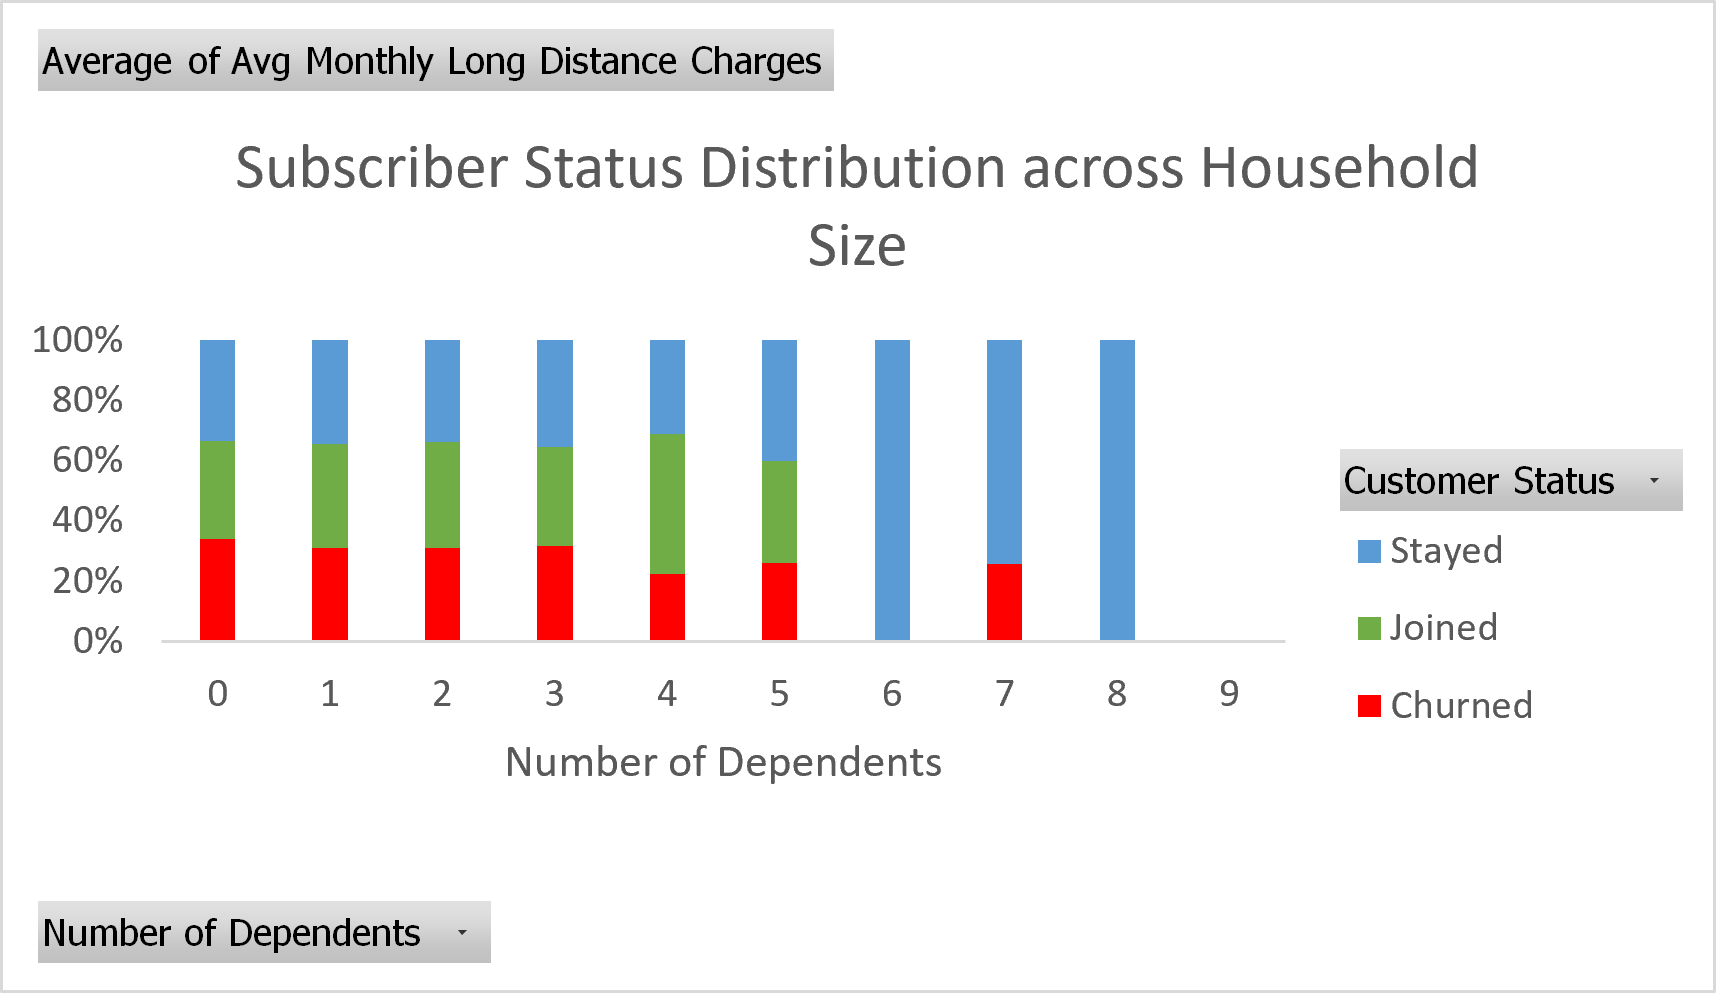 Average of Avg Monthly Long Distance Charges
Subscriber Status Distribution across Household
Size
100%
80%
60%
40%
20%
0%
0 1 2 3 4 5 6 7 8 9
Number of Dependents
Customer Status
Stayed
Joined
Churned
Number of Dependents